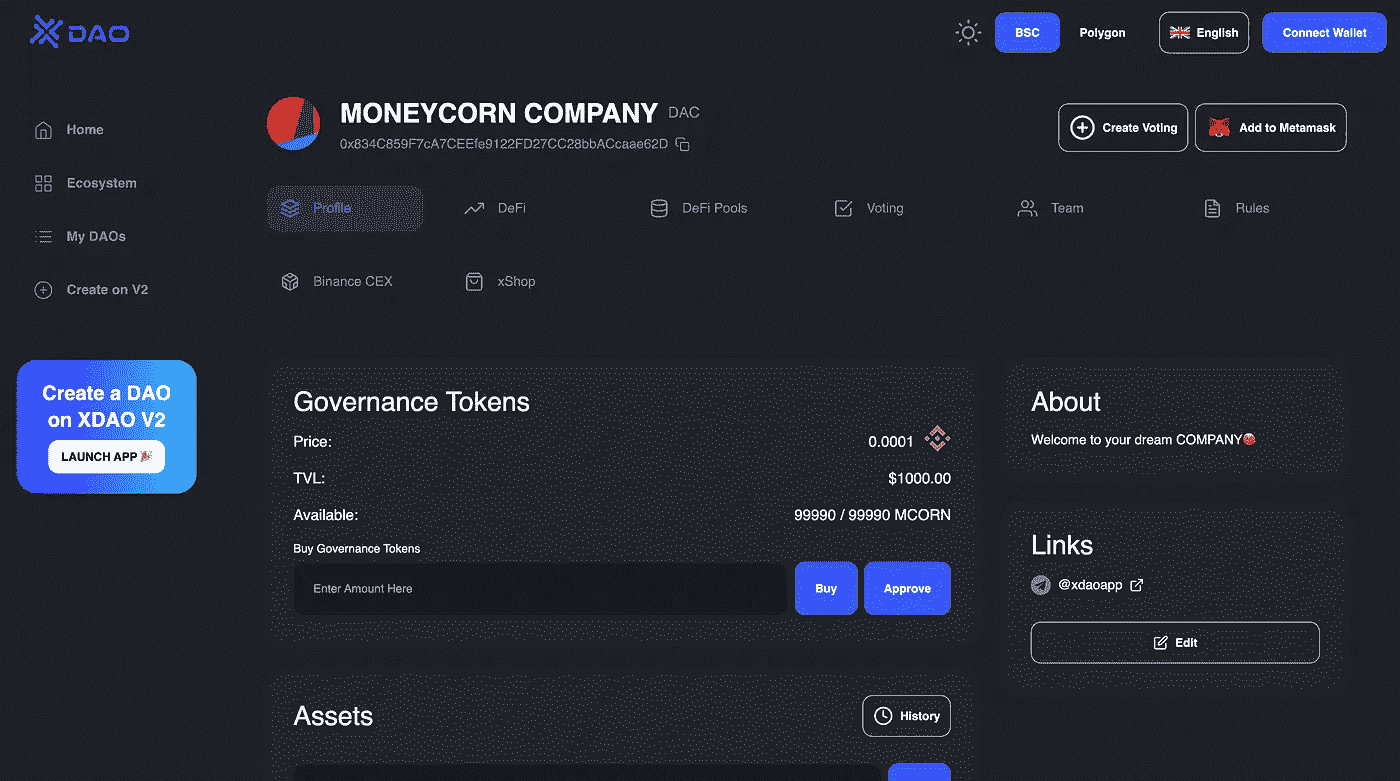 DAO
BSC
Polygon
English
Connect Wallet
Home
Ecosystem
My DAOs
Create on V2
Create a DAO
on XDAO V2
LAUNCH APP
MONEYCORN COMPANY DAC
0x834C859F7cA7CEEfe9122FD27CC28bbACcaae62D
Create Voting
Add to Metamask
Profile
DeFi
DeFi Pools
Voting
Team
Rules
Binance CEX
xShop
Governance Tokens
Price: 0.0001
TVL: $1000.00
Available: 99990 / 99990 MCORN
Buy Governance Tokens
Enter Amount Here
Buy
Approve
Assets
History
About
Welcome to your dream COMPANY
Links
@xdaoapp
Edit